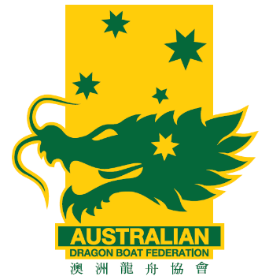 AUSTRALIAN
DRAGON BOAT FEDERATION
澳洲龍舟協會